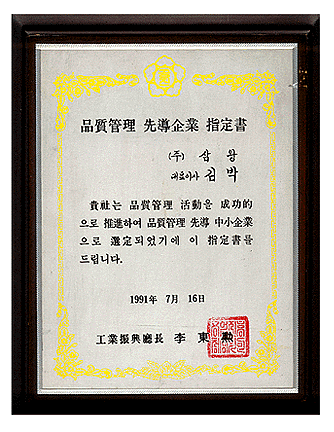 品質管理 先導企業 指定書
(주) 삼 왕
대표이사 김 박
貴社는 品質管理 活動을 成功的
으로 推進하여 品質管理 先導 中小企業
으로 選定되었기에 이 指定書를
드립니다.
1991年 7月 16日
工業振興廳長 李 東 勲